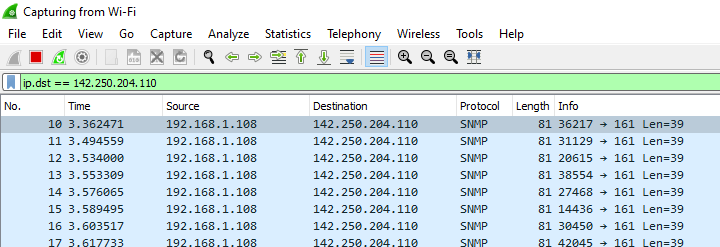 Capturing from Wi-Fi
File Edit View Go Capture Analyze Statistics Telephony Wireless Tools Help
ip.dst == 142.250.204.110
No. Time Source Destination Protocol Length Info
10 3.362471 192.168.1.108 142.250.204.110 SNMP 81 36217 → 161 Len=39
11 3.494559 192.168.1.108 142.250.204.110 SNMP 81 31129 → 161 Len=39
12 3.534000 192.168.1.108 142.250.204.110 SNMP 81 20615 → 161 Len=39
13 3.553309 192.168.1.108 142.250.204.110 SNMP 81 38554 → 161 Len=39
14 3.576065 192.168.1.108 142.250.204.110 SNMP 81 27468 → 161 Len=39
15 3.589495 192.168.1.108 142.250.204.110 SNMP 81 14436 → 161 Len=39
16 3.603517 192.168.1.108 142.250.204.110 SNMP 81 30450 → 161 Len=39
17 3.617733 192.168.1.108 142.250.204.110 SNMP 81 42045 → 161 Len=39